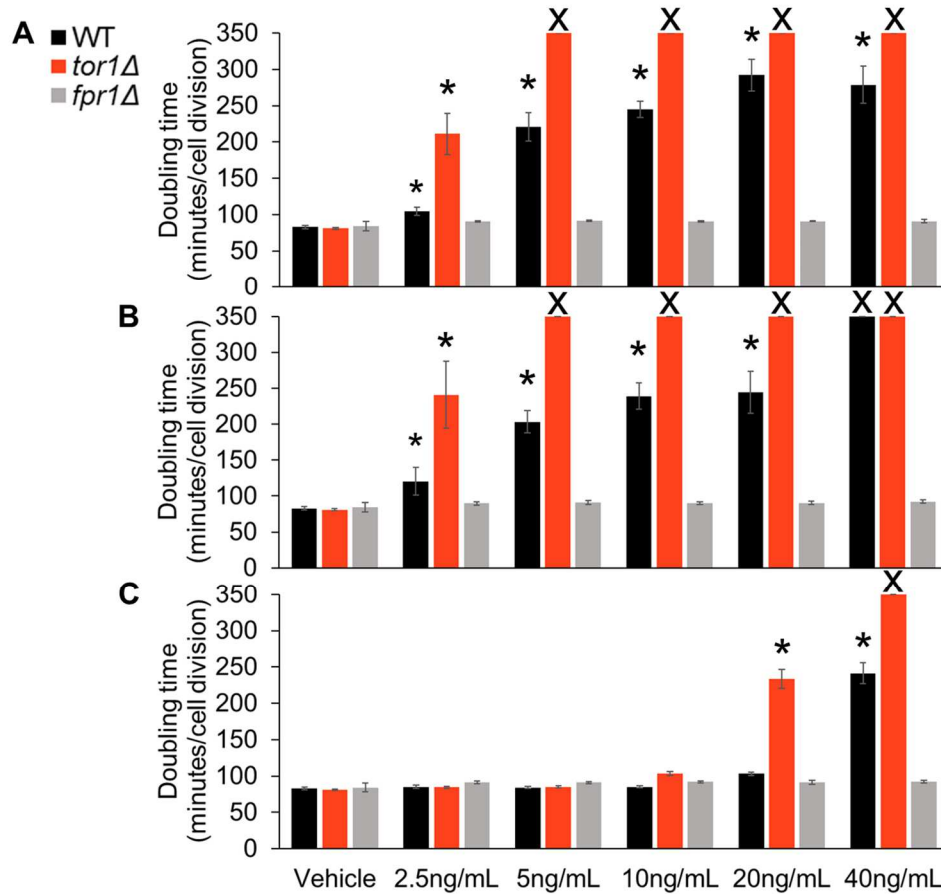 A
WT
tor1Δ
fpr1Δ
Doubling time
(minutes/cell division)
350
300
250
200
150
100
50
0
* * * X * X * X * X
B
Doubling time
(minutes/cell division)
350
300
250
200
150
100
50
0
* * * X * X * X X X
C
Doubling time
(minutes/cell division)
350
300
250
200
150
100
50
0
* * X
Vehicle 2.5ng/mL 5ng/mL 10ng/mL 20ng/mL 40ng/mL